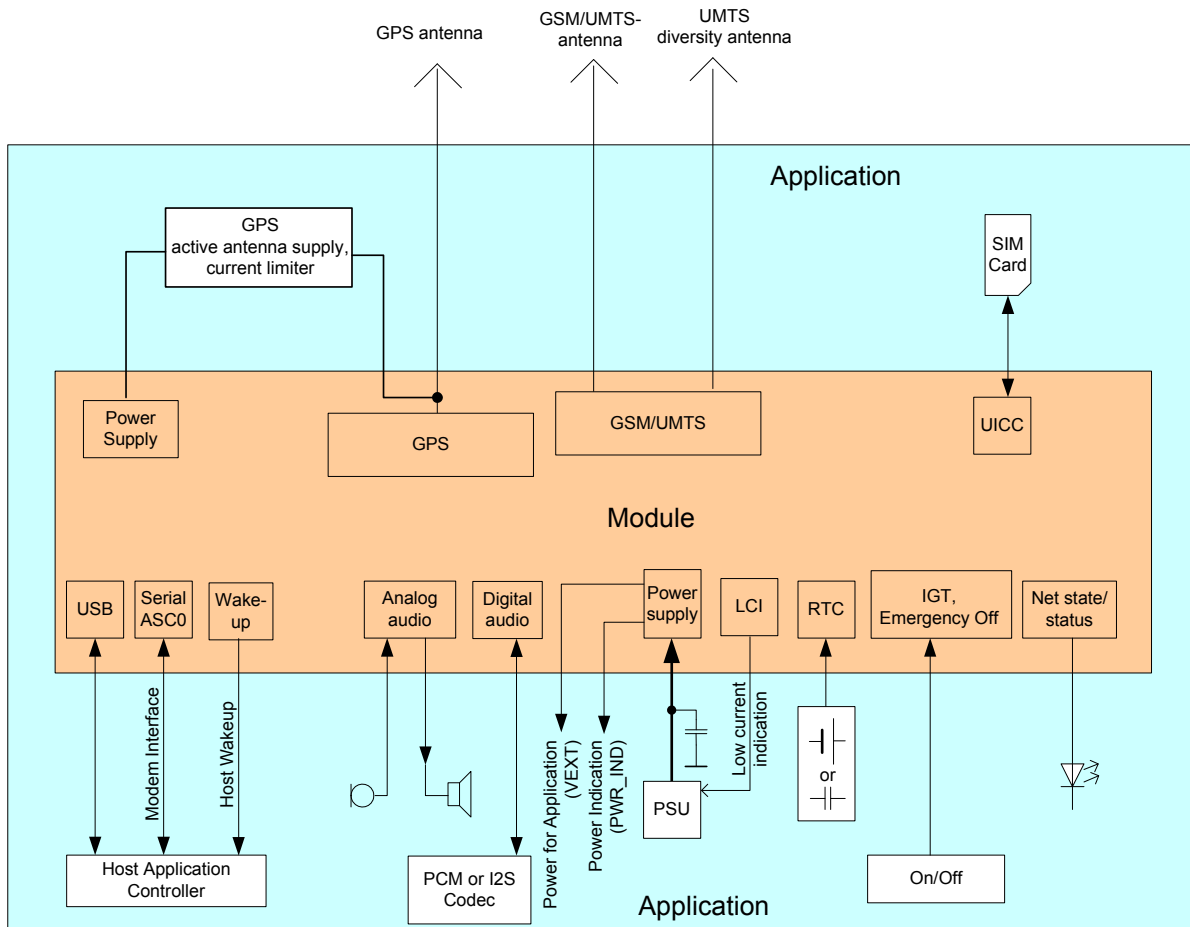 GPS antenna
GSM/UMTS-
antenna
UMTS
diversity antenna
Application
GPS
active antenna supply,
current limiter
SIM
Card
Power
Supply
GPS
GSM/UMTS
UICC
Module
USB
Serial
ASC0
Wake-
up
Analog
audio
Digital
audio
Power
supply
LCI
RTC
IGT,
Emergency Off
Net state/
status
Modem Interface
Host Wakeup
Power for Application
(VEXT)
Power Indication
(PWR_IND)
Low current
indication
or
PSU
Host Application
Controller
PCM or I2S
Codec
On/Off
Application